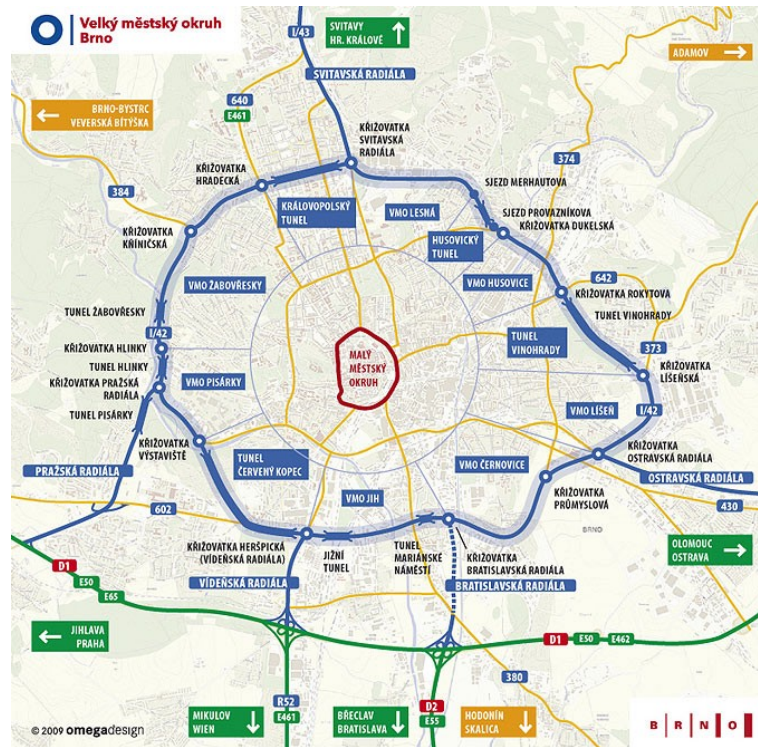 Velký městský okruh
Brno
I/43
SVITAVY
HR. KRÁLOVÉ
ADAMOV
SVITAVSKÁ RADIÁLA
BRNO-BYSTRC
VEVERSKÁ BÍTÝŠKA
640
E461
KŘIŽOVATKA
SVITAVSKÁ
RADIÁLA
374
KŘIŽOVATKA
HRADECKÁ
SJEZD MERHAUTOVA
384
KRÁLOVOPOLSKÝ
TUNEL
VMO LESNÁ
SJEZD PROVAZNÍKOVA
KŘIŽOVATKA DUKELSKÁ
KŘIŽOVATKA
KŘÍNIČSKÁ
HUSOVICKÝ
TUNEL
VMO ŽABOVŘESKY
VMO HUSOVICE
642
KŘIŽOVATKA ROKYTOVA
TUNEL ŽABOVŘESKY
TUNEL VINOHRADY
I/42
TUNEL
VINOHRADY
373
KŘIŽOVATKA HLINKY
MALÝ
MĚSTSKÝ
OKRUH
KŘIŽOVATKA
LÍŠEŇSKÁ
TUNEL HLINKY
KŘIŽOVATKA PRAŽSKÁ
RADIÁLA
VMO PISÁRKY
TUNEL PISÁRKY
VMO LÍŠEŇ
I/42
KŘIŽOVATKA
VÝSTAVIŠTĚ
TUNEL
ČERVENÝ KOPEC
VMO ČERNOVICE
KŘIŽOVATKA
OSTRAVSKÁ RADIÁLA
PRAŽSKÁ RADIÁLA
OSTRAVSKÁ RADIÁLA
VMO JIH
KŘIŽOVATKA
PRŮMYSLOVÁ
602
430
BRNO
KŘIŽOVATKA HERŠPICKÁ
(VÍDEŇSKÁ RADIÁLA)
JIŽNÍ
TUNEL
TUNEL
MARIÁNSKÉ
NÁMĚSTÍ
KŘIŽOVATKA
BRATISLAVSKÁ RADIÁLA
OLOMOUC
OSTRAVA
D1
E50
E65
VÍDEŇSKÁ RADIÁLA
BRATISLAVSKÁ RADIÁLA
JIHLAVA
PRAHA
D1
E50
E462
380
R52
E461
D2
E55
MIKULOV
WIEN
BŘECLAV
BRATISLAVA
HODONÍN
SKALICA
© 2009 omegadesign
BRNO